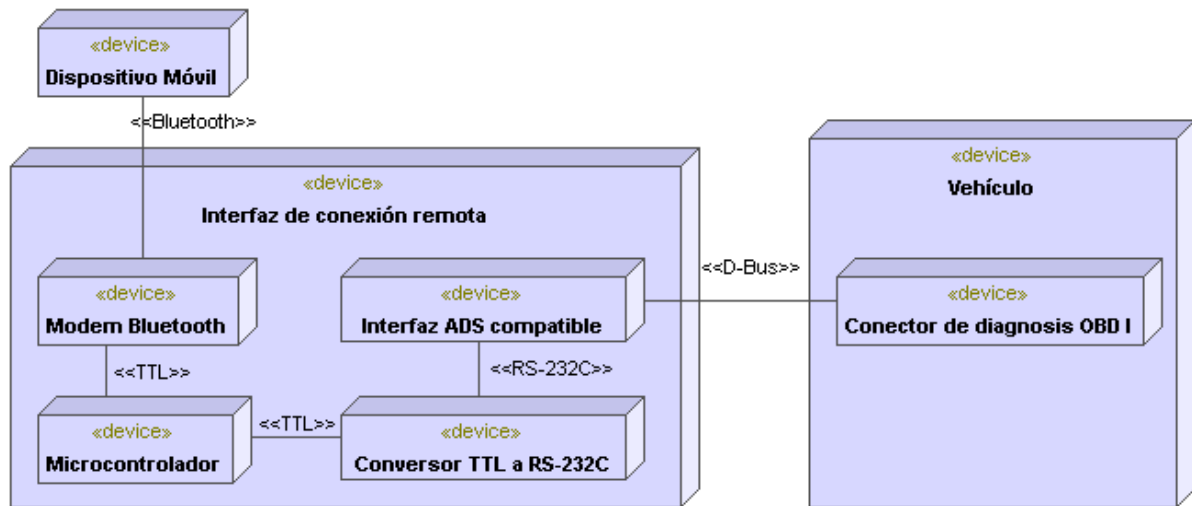 «device»
Dispositivo Móvil
<<Bluetooth>>
«device»
Interfaz de conexión remota
«device»
Modem Bluetooth
«device»
Interfaz ADS compatible
<<TTL>>
<<RS-232C>>
«device»
Microcontrolador
<<TTL>>
«device»
Conversor TTL a RS-232C
<<D-Bus>>
«device»
Vehículo
«device»
Conector de diagnosis OBD I